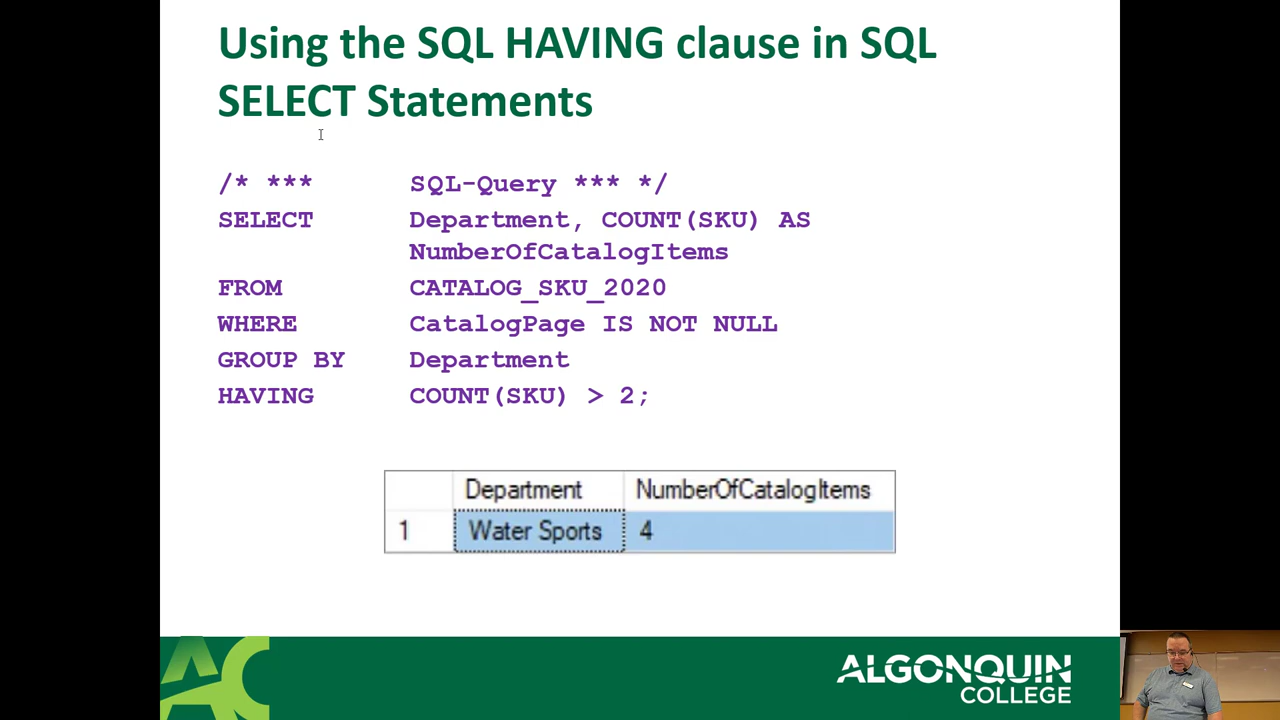 Using the SQL HAVING clause in SQL
SELECT Statements
/* *** SQL-Query *** */
SELECT Department, COUNT(SKU) AS
NumberOfCatalogItems
FROM CATALOG_SKU_2020
WHERE CatalogPage IS NOT NULL
GROUP BY Department
HAVING COUNT(SKU) > 2;
Department NumberOfCatalogItems
1 Water Sports 4
AC
ALGONQUIN
COLLEGE